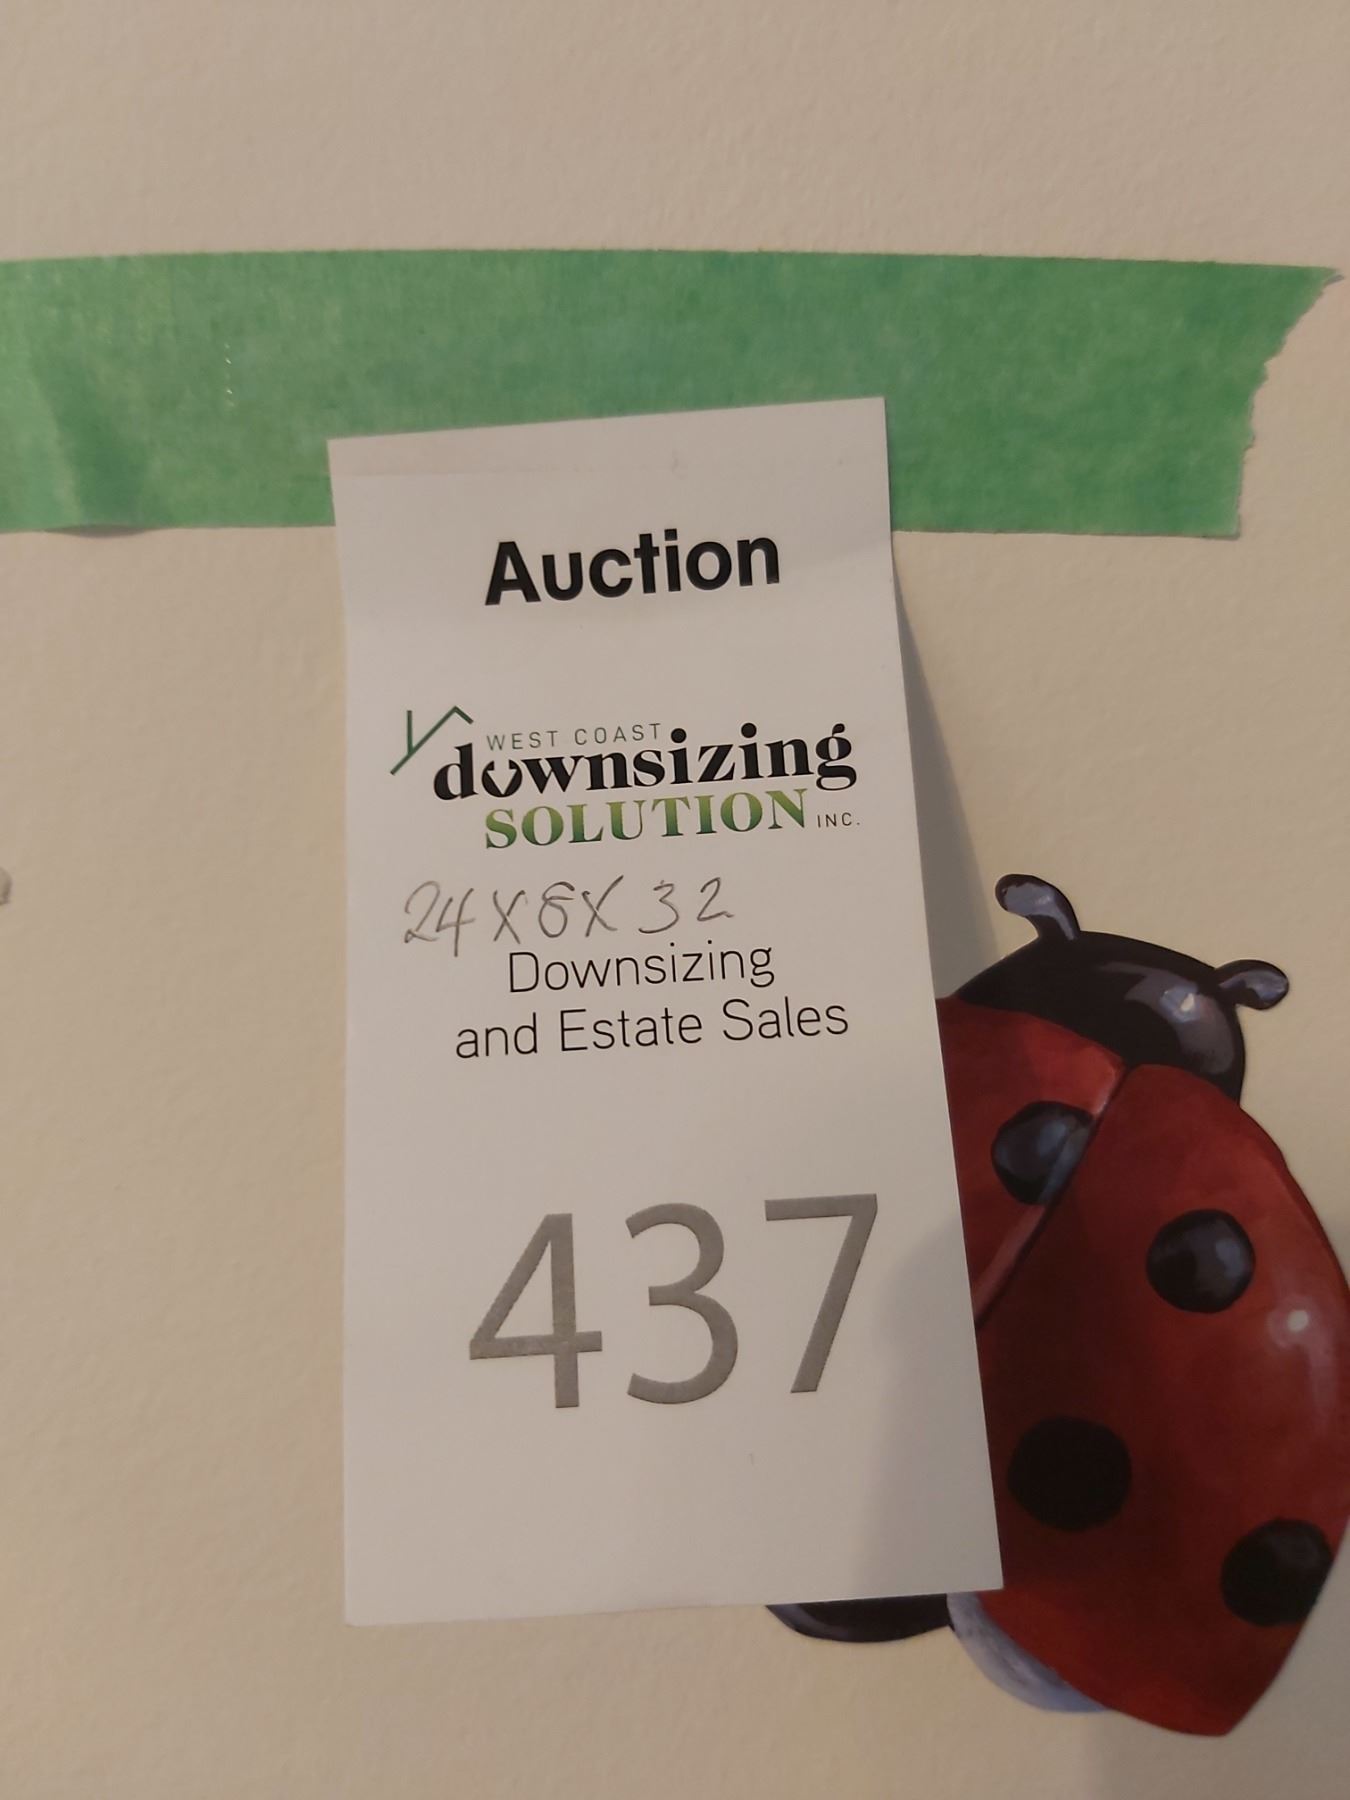 Auction
WEST COAST
downsizing
SOLUTION INC.
24 X 8 X 32
Downsizing
and Estate Sales
437